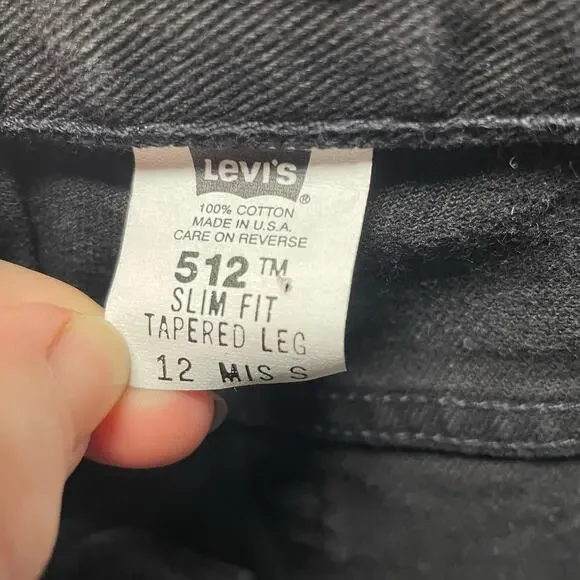 Levi's
®
100% COTTON
MADE IN U.S.A.
CARE ON REVERSE
512™
SLIM FIT
TAPERED LEG
12 MIS S